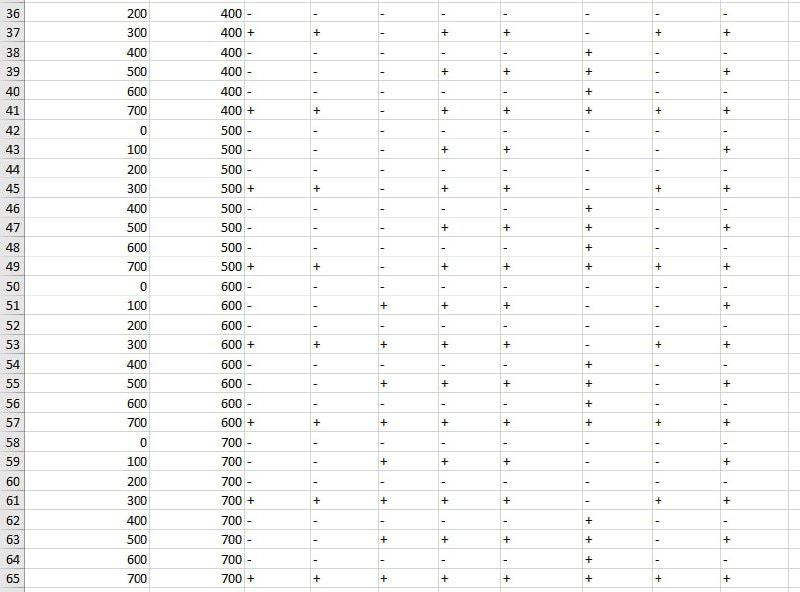 36 200 400 - - - - - - - -
37 300 400 + + - + + - + +
38 400 400 - - - - - + - -
39 500 400 - - - + + + - +
40 600 400 - - - - - + - -
41 700 400 + + - + + + + +
42 0 500 - - - - - - - -
43 100 500 - - - + + - - +
44 200 500 - - - - - - - -
45 300 500 + + - + + - + +
46 400 500 - - - - - + - -
47 500 500 - - - + + + - +
48 600 500 - - - - - + - -
49 700 500 + + - + + + + +
50 0 600 - - - - - - - -
51 100 600 - - + + + - - +
52 200 600 - - - - - - - -
53 300 600 + + + + + - + +
54 400 600 - - - - - + - -
55 500 600 - - + + + + - +
56 600 600 - - - - - + - -
57 700 600 + + + + + + + +
58 0 700 - - - - - - - -
59 100 700 - - + + + - - +
60 200 700 - - - - - - - -
61 300 700 + + + + + - + +
62 400 700 - - - - - + - -
63 500 700 - - + + + + - +
64 600 700 - - - - - + - -
65 700 700 + + + + + + + +